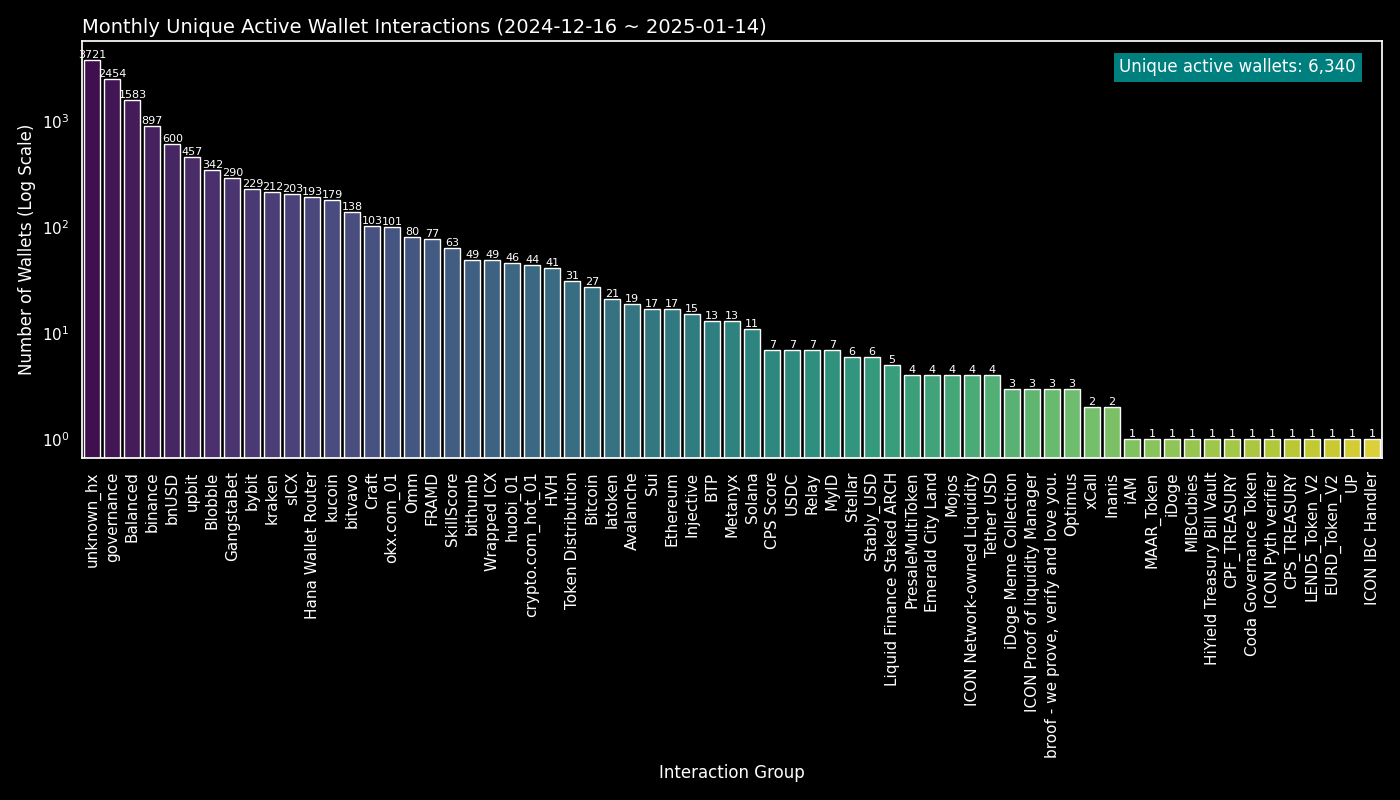 Monthly Unique Active Wallet Interactions (2024-12-16 ~ 2025-01-14)
Unique active wallets: 6,340
Number of Wallets (Log Scale)
10³
10²
10¹
10⁰
3721
2454
1583
897
600
457
342
290
229
212
203
193
179
138
103
101
80
77
63
49
49
46
44
41
31
27
21
19
17
17
15
13
13
11
7
7
7
7
6
6
5
4
4
4
4
4
3
3
3
3
2
2
1
1
1
1
1
1
1
1
1
1
1
1
1
unknown_hx
governance
Balanced
binance
bnUSD
upbit
Blobble
GangstaBet
bybit
kraken
sICX
Hana Wallet Router
kucoin
bitvavo
Craft
okx.com_01
Omm
FRAMD
SkillScore
bithumb
Wrapped ICX
huobi_01
crypto.com_hot_01
HVH
Token Distribution
Bitcoin
latoken
Avalanche
Sui
Ethereum
Injective
BTP
Metanyx
Solana
CPS Score
USDC
Relay
MyID
Stellar
Stably_USD
Liquid Finance Staked ARCH
PresaleMultiToken
Emerald City Land
Mojos
ICON Network-owned Liquidity
Tether USD
iDoge Meme Collection
ICON Proof of liquidity Manager
broof - we prove, verify and love you.
Optimus
xCall
Inanis
iAM
MAAR_Token
iDoge
MIBCubies
HiYield Treasury Bill Vault
CPF_TREASURY
Coda Governance Token
ICON Pyth verifier
CPS_TREASURY
LEND5_Token_V2
EURD_Token_V2
UP
ICON IBC Handler
Interaction Group